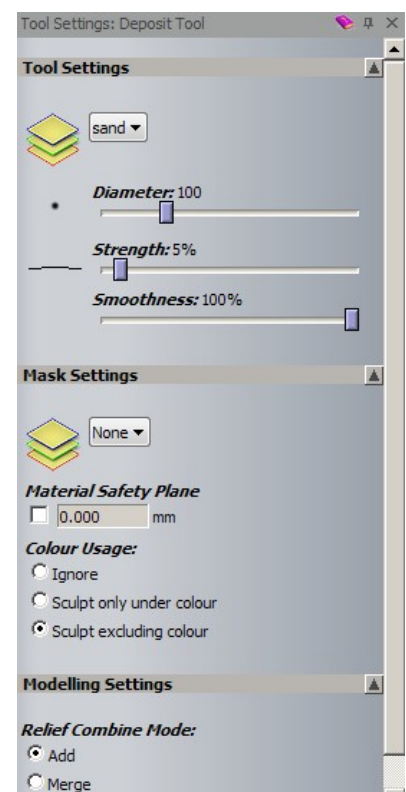 Tool Settings: Deposit Tool
Tool Settings
sand
Diameter: 100
Strength: 5%
Smoothness: 100%
Mask Settings
None
Material Safety Plane
0.000 mm
Colour Usage:
Ignore
Sculpt only under colour
Sculpt excluding colour
Modelling Settings
Relief Combine Mode:
Add
Merge